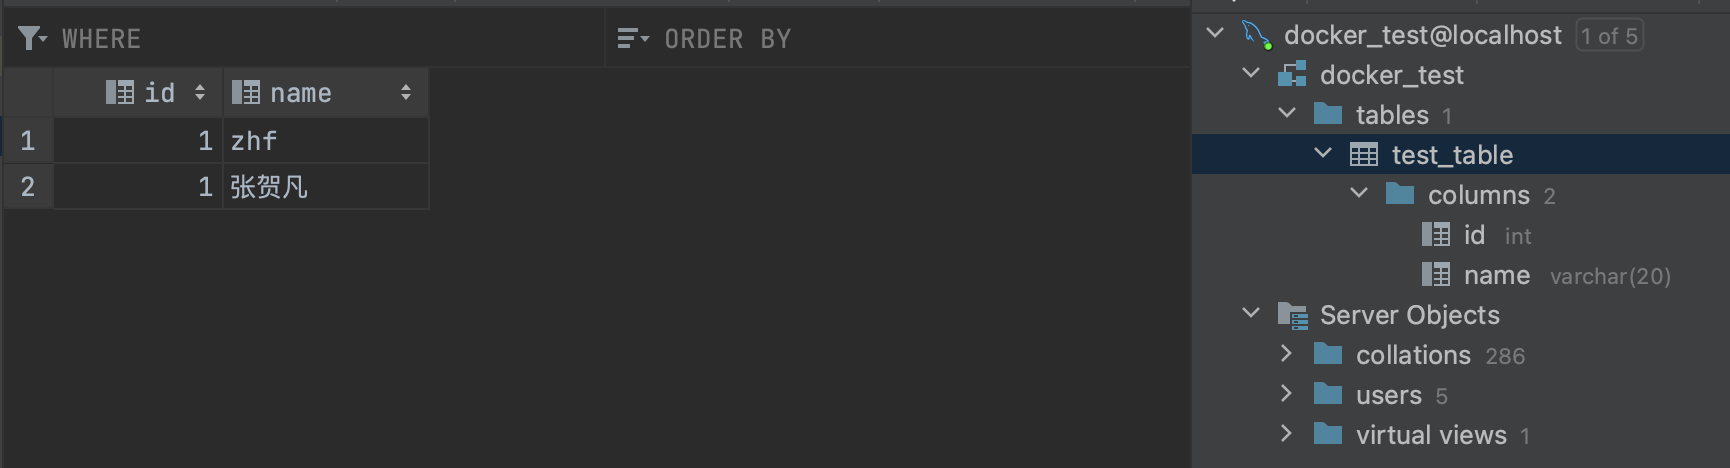 WHERE ORDER BY
id name
1 1 zhf
2 1 张贺凡
docker_test@localhost 1 of 5
docker_test
tables 1
test_table
columns 2
id int
name varchar(20)
Server Objects
collations 286
users 5
virtual views 1